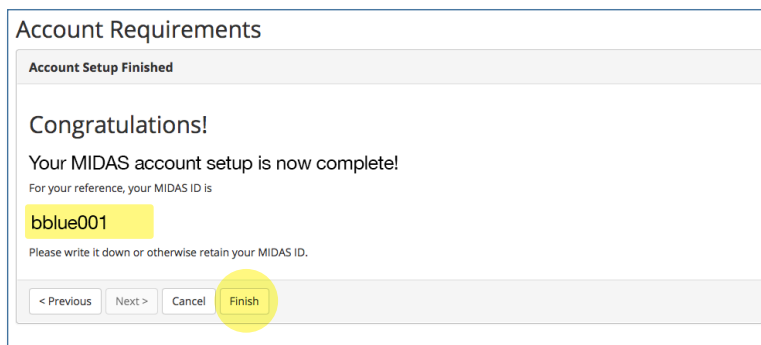 Account Requirements
Account Setup Finished
Congratulations!
Your MIDAS account setup is now complete!
For your reference, your MIDAS ID is
bblue001
Please write it down or otherwise retain your MIDAS ID.
< Previous Next > Cancel Finish